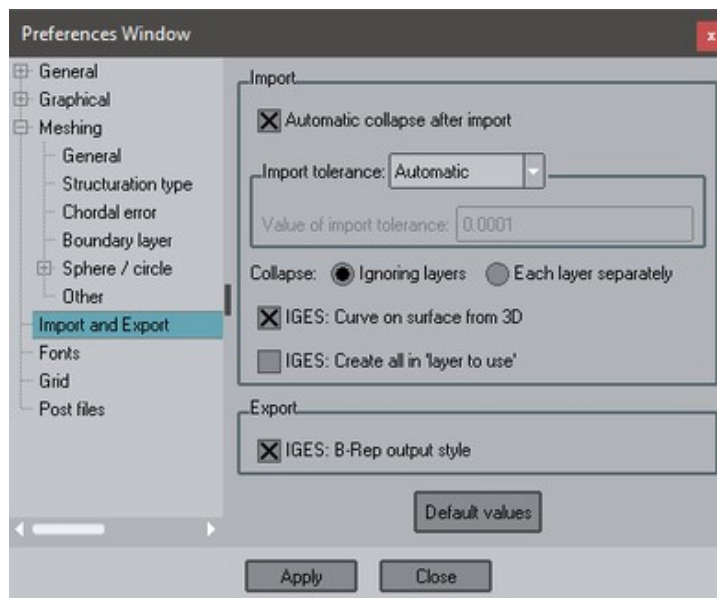 Preferences Window
x
General
Graphical
Meshing
General
Structuration type
Chordal error
Boundary layer
Sphere / circle
Other
Import and Export
Fonts
Grid
Post files
Import
Automatic collapse after import
Import tolerance: Automatic
Value of import tolerance: 0.0001
Collapse: Ignoring layers Each layer separately
IGES: Curve on surface from 3D
IGES: Create all in 'layer to use'
Export
IGES: B-Rep output style
Default values
Apply Close